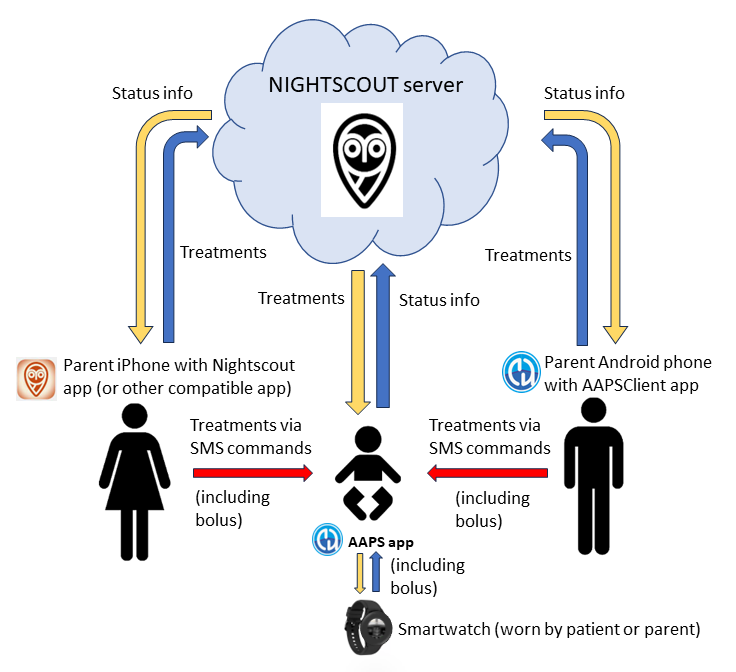 NIGHTSCOUT server
Status info
Status info
Treatments
Treatments
Treatments
Status info
Parent iPhone with Nightscout
app (or other compatible app)
Parent Android phone
with AAPSClient app
Treatments via
SMS commands
(including
bolus)
Treatments via
SMS commands
(including
bolus)
AAPS app
(including
bolus)
Smartwatch (worn by patient or parent)